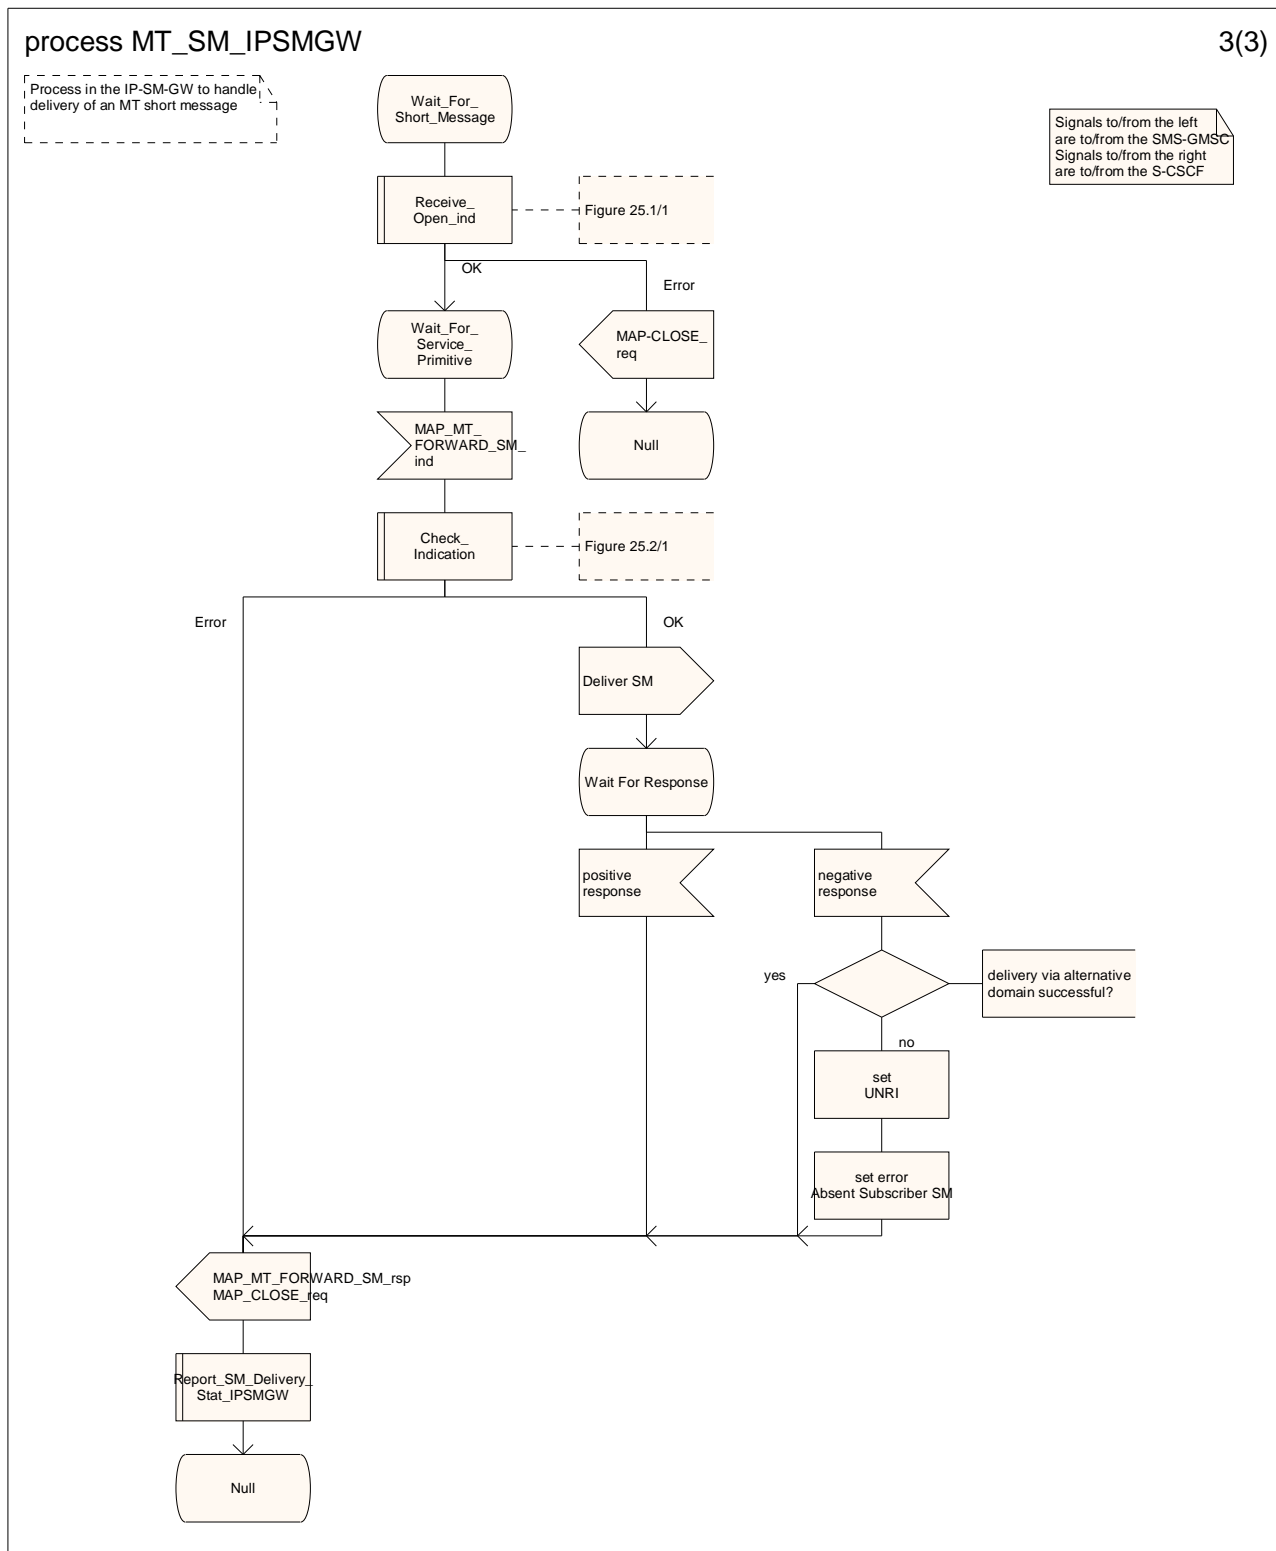 process MT_SM_IPSMGW
3(3)
Process in the IP-SM-GW to handle
delivery of an MT short message
Wait_For_
Short_Message
Signals to/from the left
are to/from the SMS-GMSC
Signals to/from the right
are to/from the S-CSCF
Receive_
Open_ind
Figure 25.1/1
OK
Error
Wait_For_
Service_
Primitive
MAP-CLOSE_
req
MAP_MT_
FORWARD_SM_
ind
Null
Check_
Indication
Figure 25.2/1
Error
OK
Deliver SM
Wait For Response
positive
response
negative
response
yes
delivery via alternative
domain successful?
no
set
UNRI
set error
Absent Subscriber SM
MAP_MT_FORWARD_SM_rsp
MAP_CLOSE_req
Report_SM_Delivery_
Stat_IPSMGW
Null